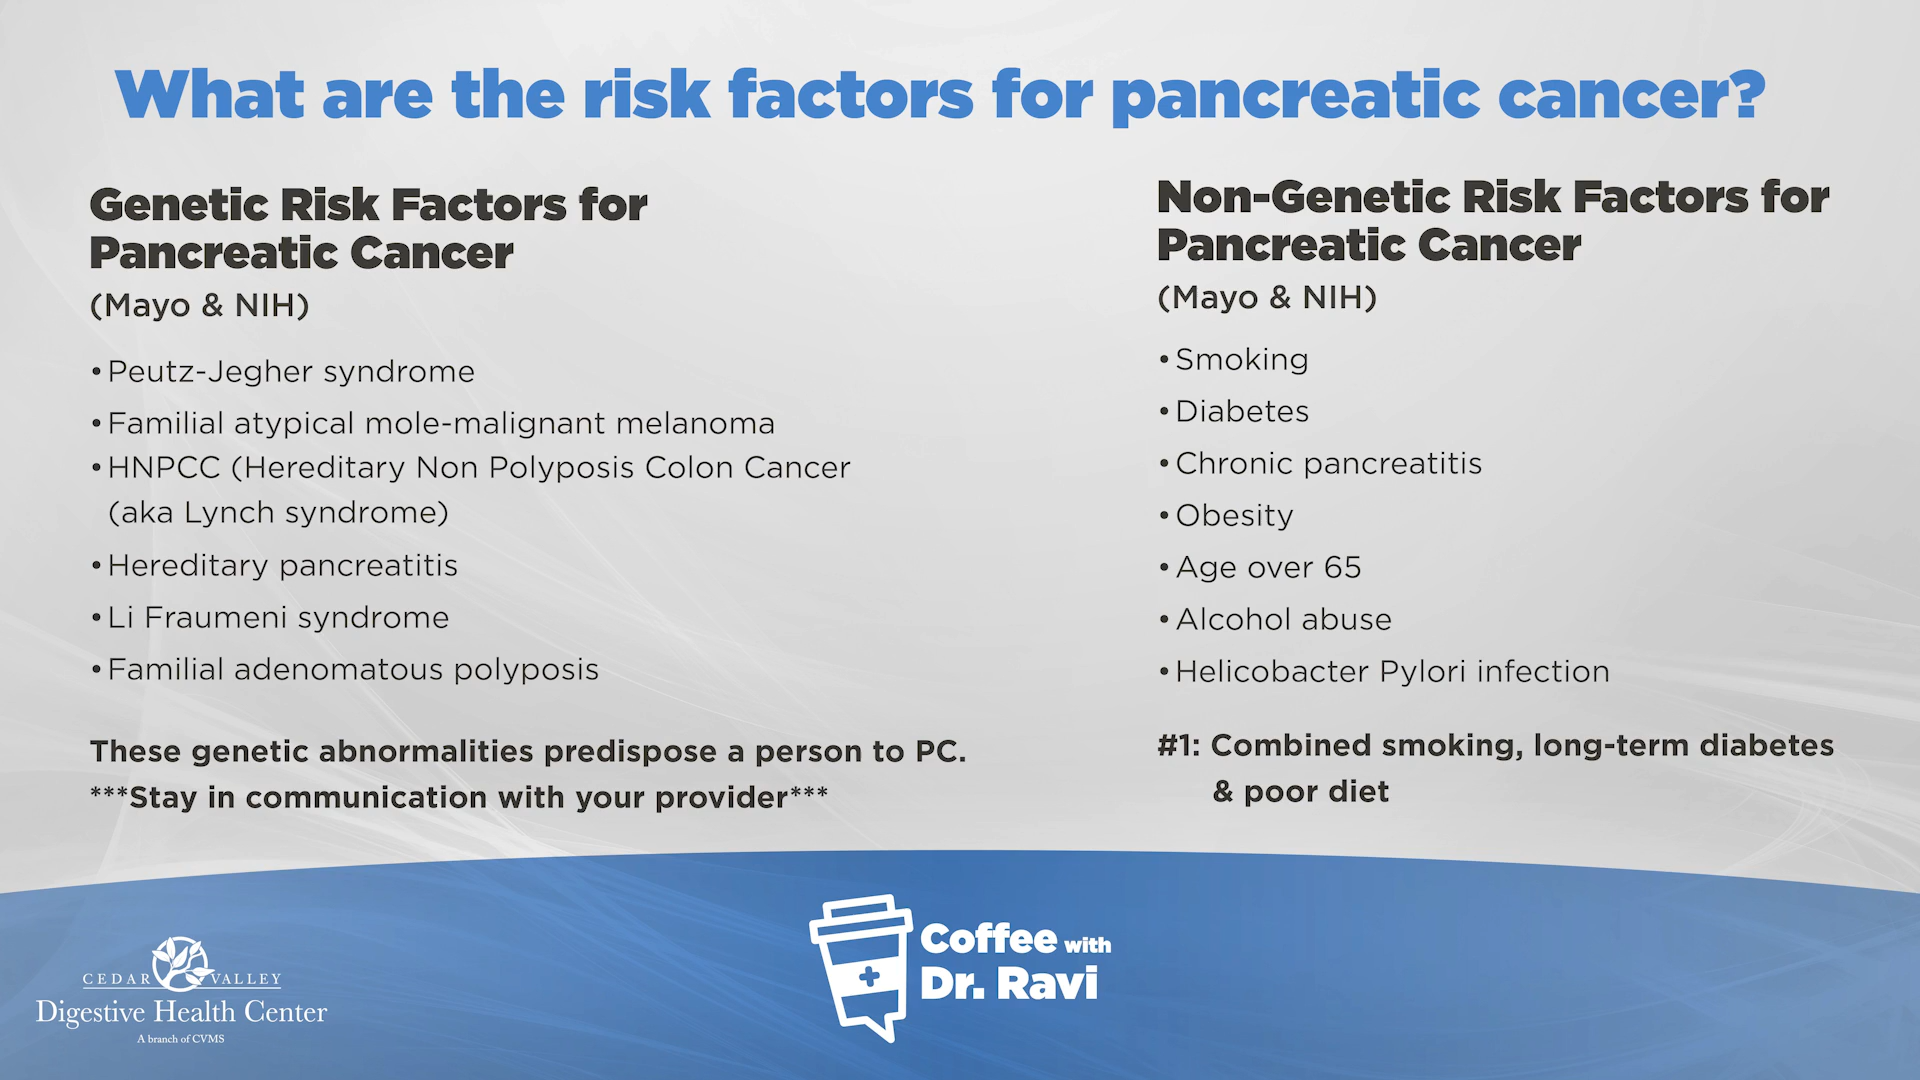 What are the risk factors for pancreatic cancer?
Genetic Risk Factors for
Pancreatic Cancer
(Mayo & NIH)
• Peutz-Jegher syndrome
• Familial atypical mole-malignant melanoma
• HNPCC (Hereditary Non Polyposis Colon Cancer
(aka Lynch syndrome)
• Hereditary pancreatitis
• Li Fraumeni syndrome
• Familial adenomatous polyposis
These genetic abnormalities predispose a person to PC.
***Stay in communication with your provider***
Non-Genetic Risk Factors for
Pancreatic Cancer
(Mayo & NIH)
• Smoking
• Diabetes
• Chronic pancreatitis
• Obesity
• Age over 65
• Alcohol abuse
• Helicobacter Pylori infection
#1: Combined smoking, long-term diabetes
& poor diet
CEDAR VALLEY
Digestive Health Center
A branch of CVMS
Coffee with
Dr. Ravi